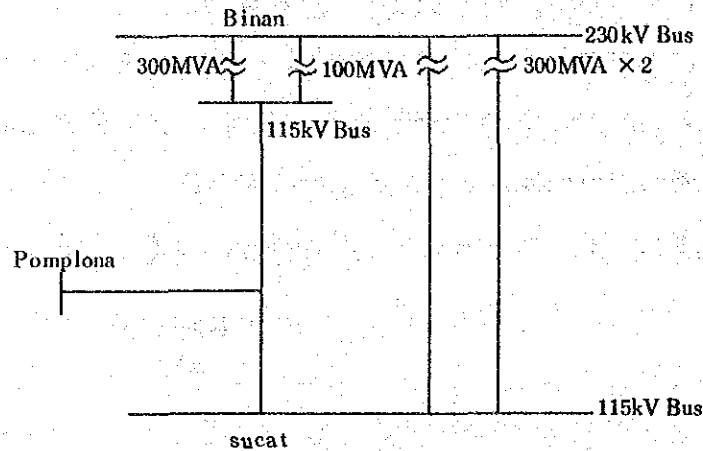 Binan
230kV Bus
300MVA
100MVA
300MVA × 2
115kV Bus
Pomplona
115kV Bus
sucat